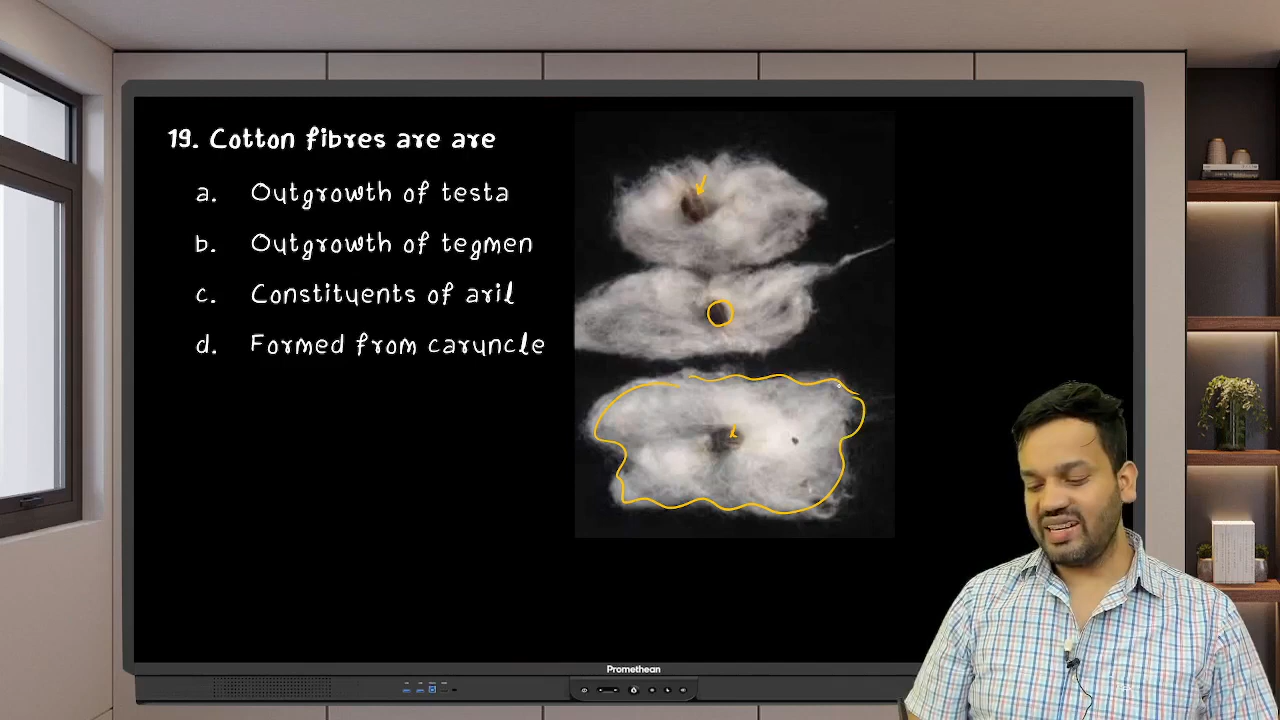 19. Cotton fibres are are
a. Outgrowth of testa
b. Outgrowth of tegmen
c. Constituents of aril
d. Formed from caruncle
Promethean